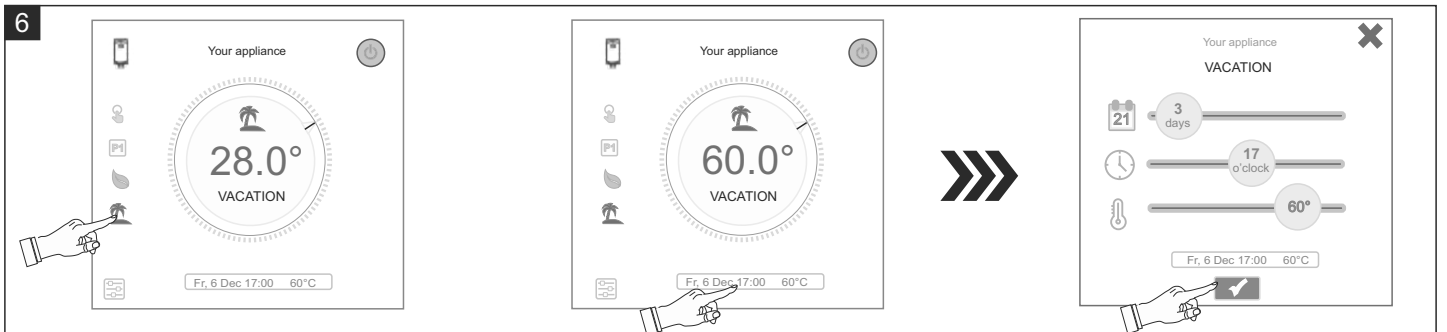 6
Your appliance
P1
28.0°
VACATION
Fr, 6 Dec 17:00 60°C
Your appliance
P1
60.0°
VACATION
Fr, 6 Dec 17:00 60°C
Your appliance
VACATION
21
3
days
17
o'clock
60°
Fr, 6 Dec 17:00 60°C